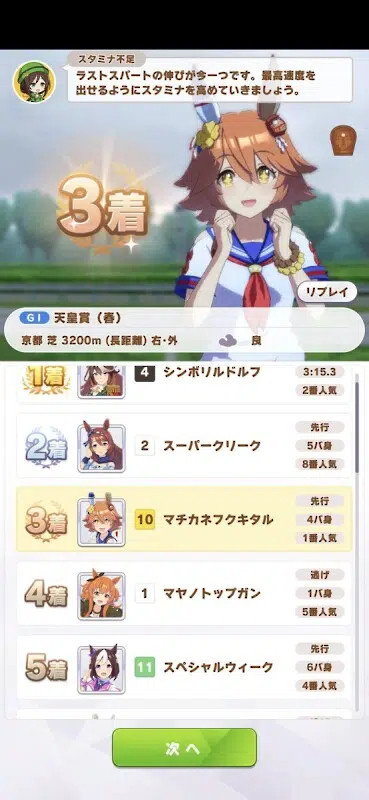 スタミナ不足
ラストスパートの伸びが今一つです。最高速度を
出せるようにスタミナを高めていきましょう。
3着
リプレイ
GI 天皇賞（春）
京都 芝 3200m (長距離) 右・外 良
1着 4 シンボリルドルフ 3:15.3
2番人気
先行
2着 2 スーパークリーク 5バ身
8番人気
先行
3着 10 マチカネフクキタル 4バ身
1番人気
逃げ
4着 1 マヤノトップガン 1バ身
5番人気
先行
5着 11 スペシャルウィーク 6バ身
4番人気
次へ